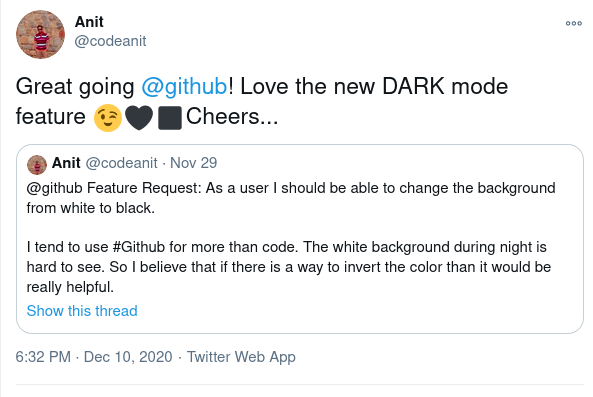 Anit
@codeanit
Great going @github! Love the new DARK mode
feature 😉🖤⬛Cheers...
Anit @codeanit · Nov 29
@github Feature Request: As a user I should be able to change the background
from white to black.
I tend to use #Github for more than code. The white background during night is
hard to see. So I believe that if there is a way to invert the color than it would be
really helpful.
Show this thread
6:32 PM · Dec 10, 2020 · Twitter Web App